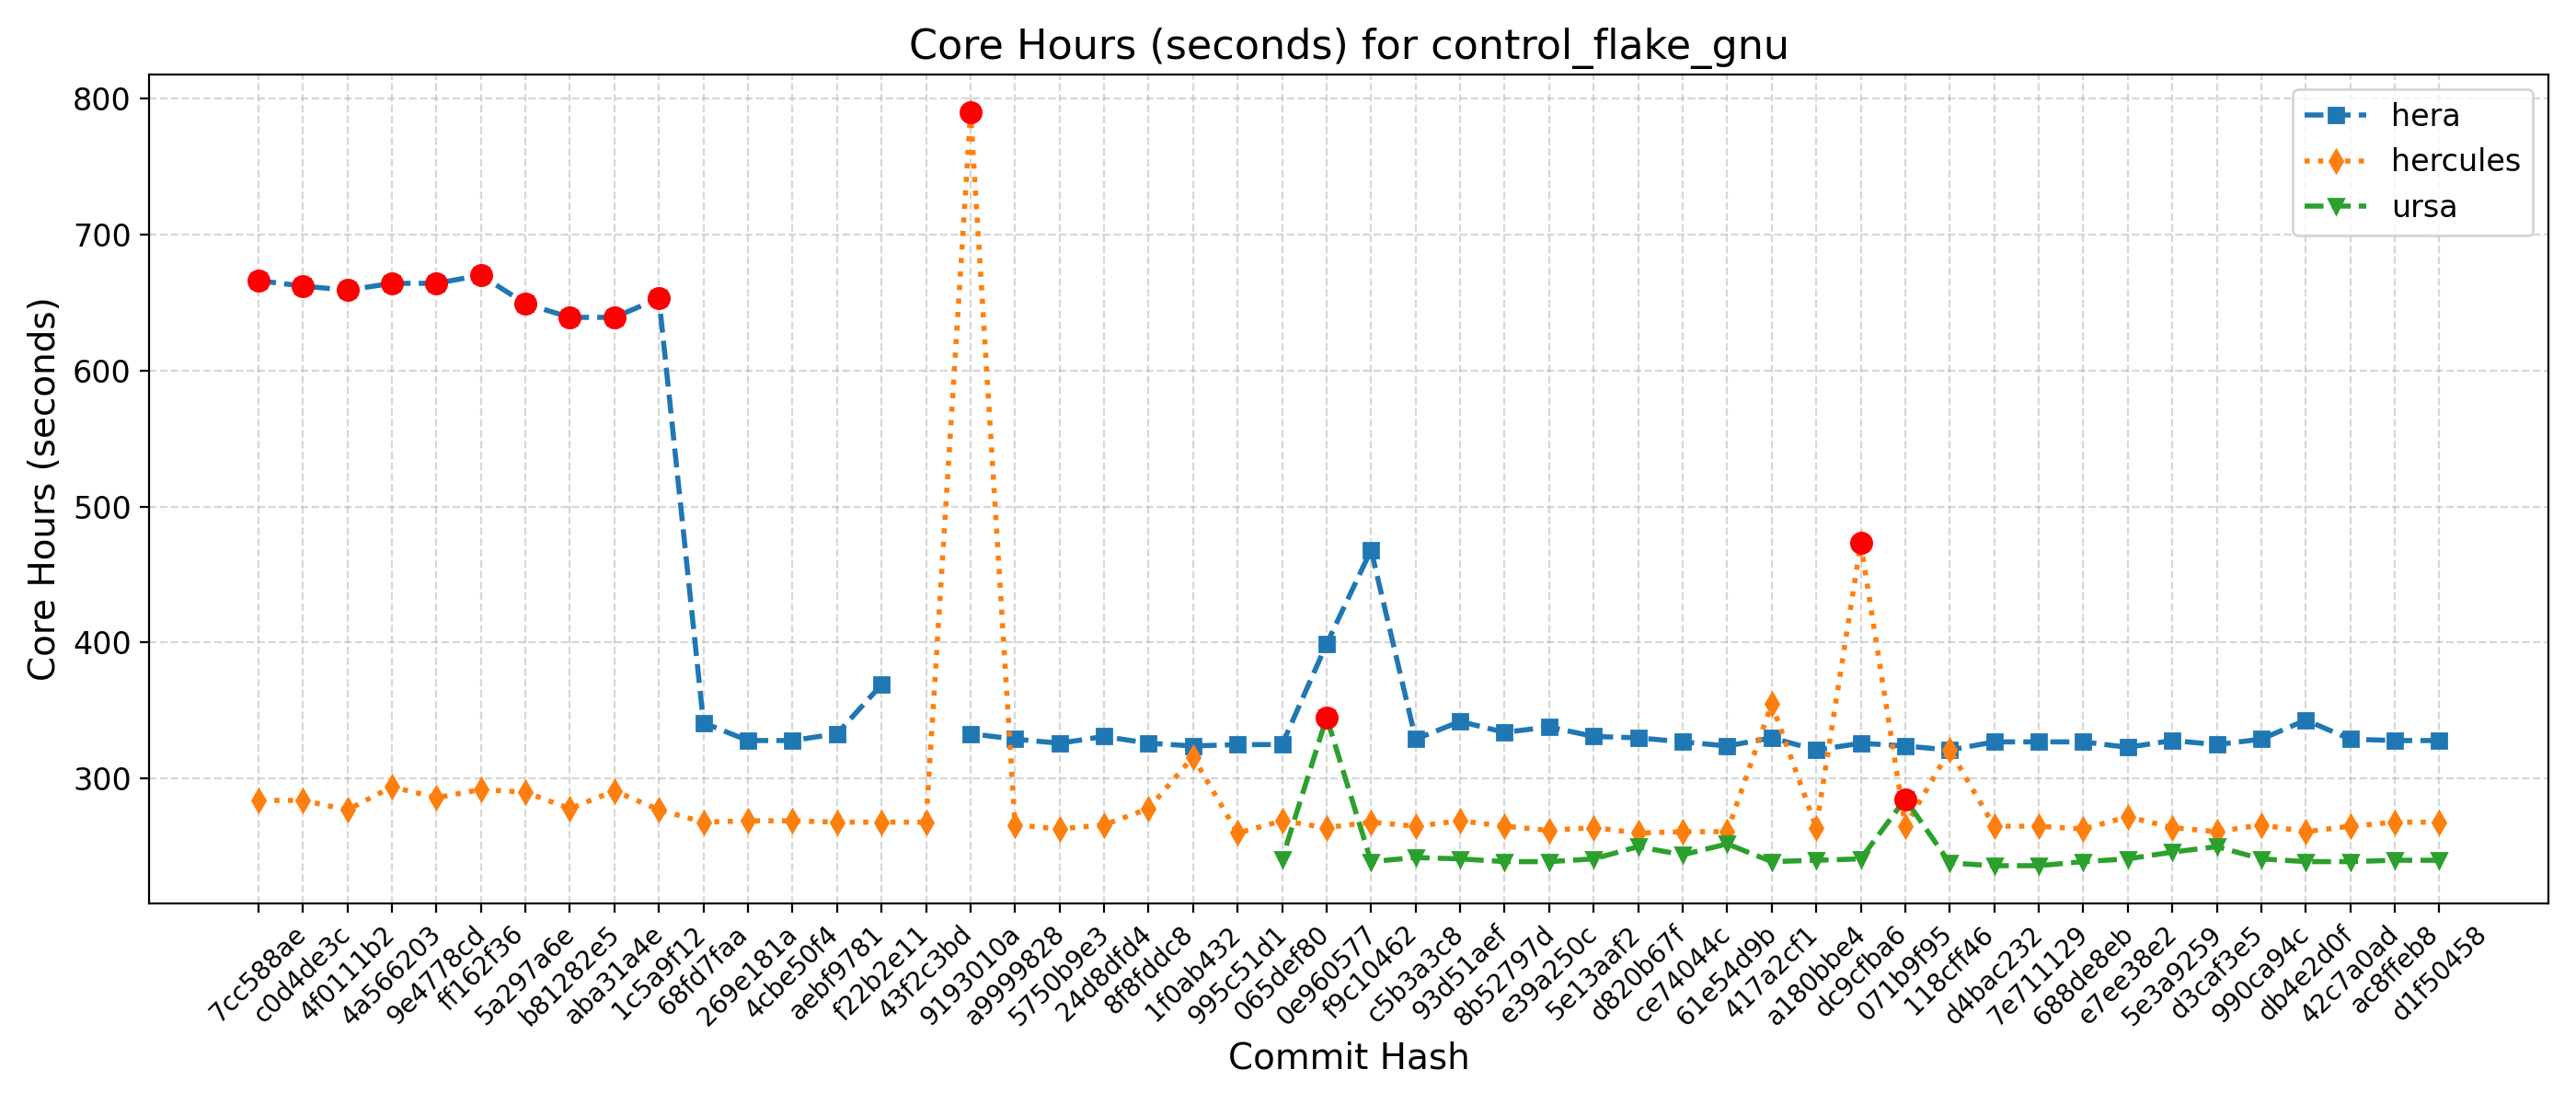 Core Hours (seconds) for control_flake_gnu
Core Hours (seconds)
800
700
600
500
400
300
hera
hercules
ursa
7cc588ae
c0d4de3c
4f0111b2
4a566203
9e4778cd
ff162f36
5a297a6e
b81282e5
aba31a4e
1c5a9f12
68fd7faa
269e181a
4cbe50f4
aebf9781
f22b2e11
43f2c3bd
9193010a
a9999828
5750b9e3
24d8dfd4
8f8fddc8
1f0ab432
995c51d1
065def80
0e960577
f9c10462
c5b3a3c8
93d51aef
8b52797d
e39a250c
5e13aaf2
d820b67f
ce74044c
61e54d9b
417a2cf1
a180bbe4
dc9cfba6
071b9f95
118cff46
d4bac232
7e711129
688de8eb
e7ee38e2
5e3a9259
d3caf3e5
990ca94c
db4e2d0f
42c7a0ad
ac8ffeb8
d1f50458
Commit Hash